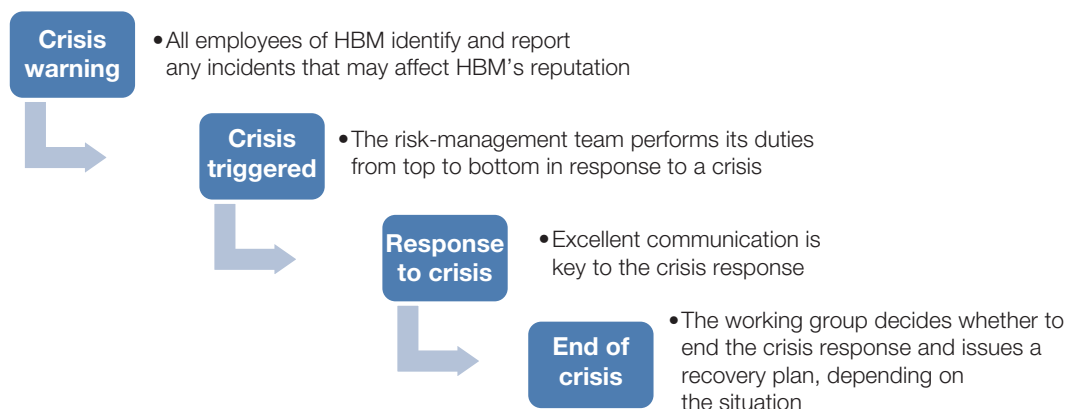 Crisis
warning
•All employees of HBM identify and report
any incidents that may affect HBM's reputation
Crisis
triggered
•The risk-management team performs its duties
from top to bottom in response to a crisis
Response
to crisis
•Excellent communication is
key to the crisis response
End of
crisis
•The working group decides whether to
end the crisis response and issues a
recovery plan, depending on
the situation